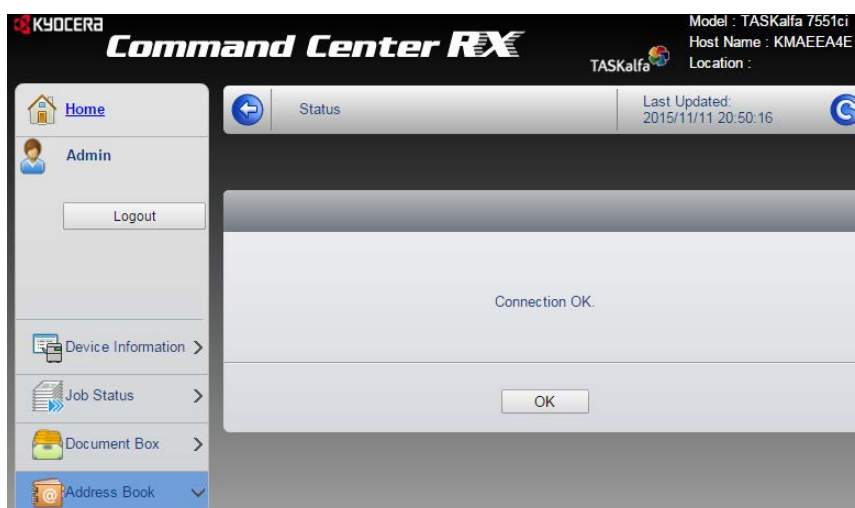 KYOCERA
Command Center RX
TASKalfa
Model : TASKalfa 7551ci
Host Name : KMAEEA4E
Location :
Home
Status
Last Updated:
2015/11/11 20:50:16
Admin
Logout
Connection OK.
Device Information
Job Status
OK
Document Box
Address Book